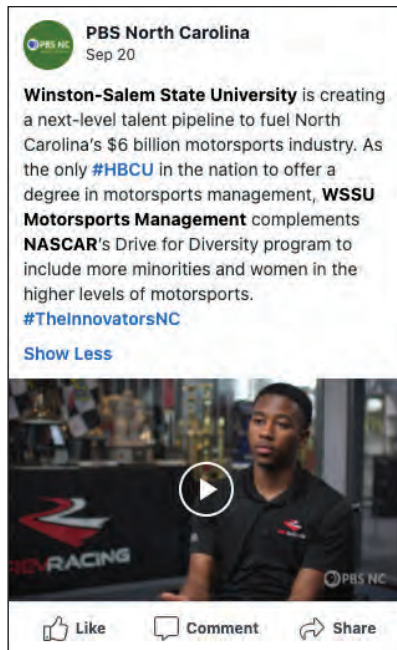 PBS NC
PBS North Carolina
Sep 20
Winston-Salem State University is creating
a next-level talent pipeline to fuel North
Carolina's $6 billion motorsports industry. As
the only #HBCU in the nation to offer a
degree in motorsports management, WSSU
Motorsports Management complements
NASCAR's Drive for Diversity program to
include more minorities and women in the
higher levels of motorsports.
#TheInnovatorsNC
Show Less
REVRACING
PBS NC
Like Comment Share